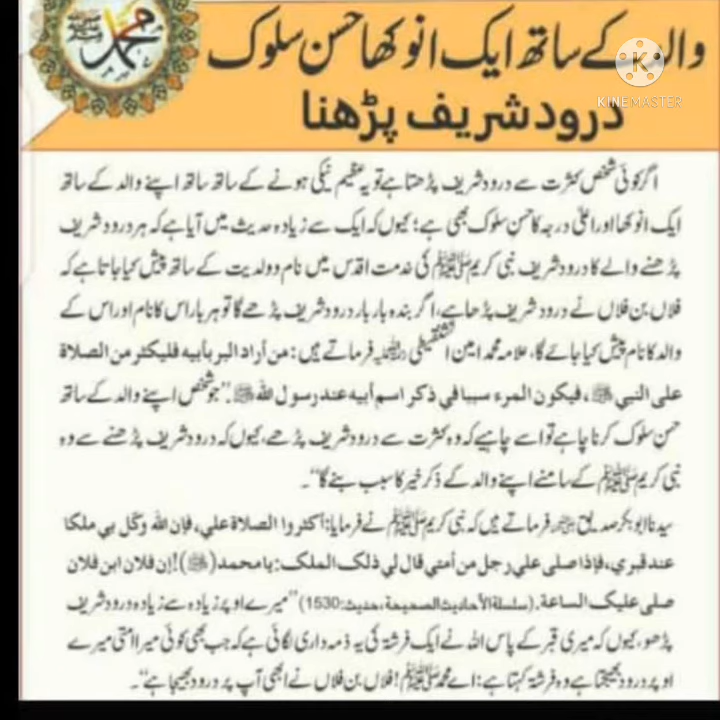 محمد ﷺ
والد کے ساتھ ایک انوکھا حسن سلوک
KINEMASTER
درود شریف پڑھنا
اگر کوئی شخص کثرت سے درود شریف پڑھتا ہے تو یہ عظیم نیکی ہونے کے ساتھ ساتھ اپنے والد کے ساتھ
ایک انوکھا اور اعلیٰ درجہ کا حسن سلوک بھی ہے؛ کیوں کہ ایک سے زیادہ حدیث میں آیا ہے کہ ہر درود شریف
پڑھنے والے کا درود شریف نبی کریم ﷺ کی خدمت اقدس میں نام و ولدیت کے ساتھ پیش کیا جاتا ہے کہ
فلاں بن فلاں نے درود شریف پڑھا ہے، اگر بندہ بار بار درود شریف پڑھے گا تو ہر بار اس کا نام اور اس کے
والد کا نام پیش کیا جائے گا، علامہ محمد امین الشنقیطی رحمہ اللہ فرماتے ہیں: من أراد البر بأبيه فليكثر من الصلاة
على النبي ﷺ، فيكون المرء سببا في ذكر اسم أبيه عند رسول الله ﷺ. ”جو شخص اپنے والد کے ساتھ
حسن سلوک کرنا چاہے تو اسے چاہیے کہ وہ کثرت سے درود شریف پڑھے، کیوں کہ درود شریف پڑھنے سے وہ
نبی کریم ﷺ کے سامنے اپنے والد کے ذکر خیر کا سبب بنے گا“۔
سیدنا ابو بکر صدیق رضی اللہ عنہ فرماتے ہیں کہ نبی کریم ﷺ نے فرمایا: أكثروا الصلاة علي، فإن الله وكّل بي ملكا
عند قبري، فإذا صلى علي رجل من أمتي قال لي ذلك الملك: يا محمد (ﷺ)! إن فلان ابن فلان
صلى عليك الساعة. (سلسلة الأحاديث الصحيحة، حديث: 1530) ”میرے اوپر زیادہ سے زیادہ درود شریف
پڑھو، کیوں کہ میری قبر کے پاس اللہ نے ایک فرشتہ کی یہ ذمہ داری لگائی ہے کہ جب بھی کوئی میرا امتی میرے
اوپر درود بھیجتا ہے وہ فرشتہ کہتا ہے: اے محمد ﷺ! فلاں بن فلاں نے ابھی آپ پر درود بھیجا ہے“۔